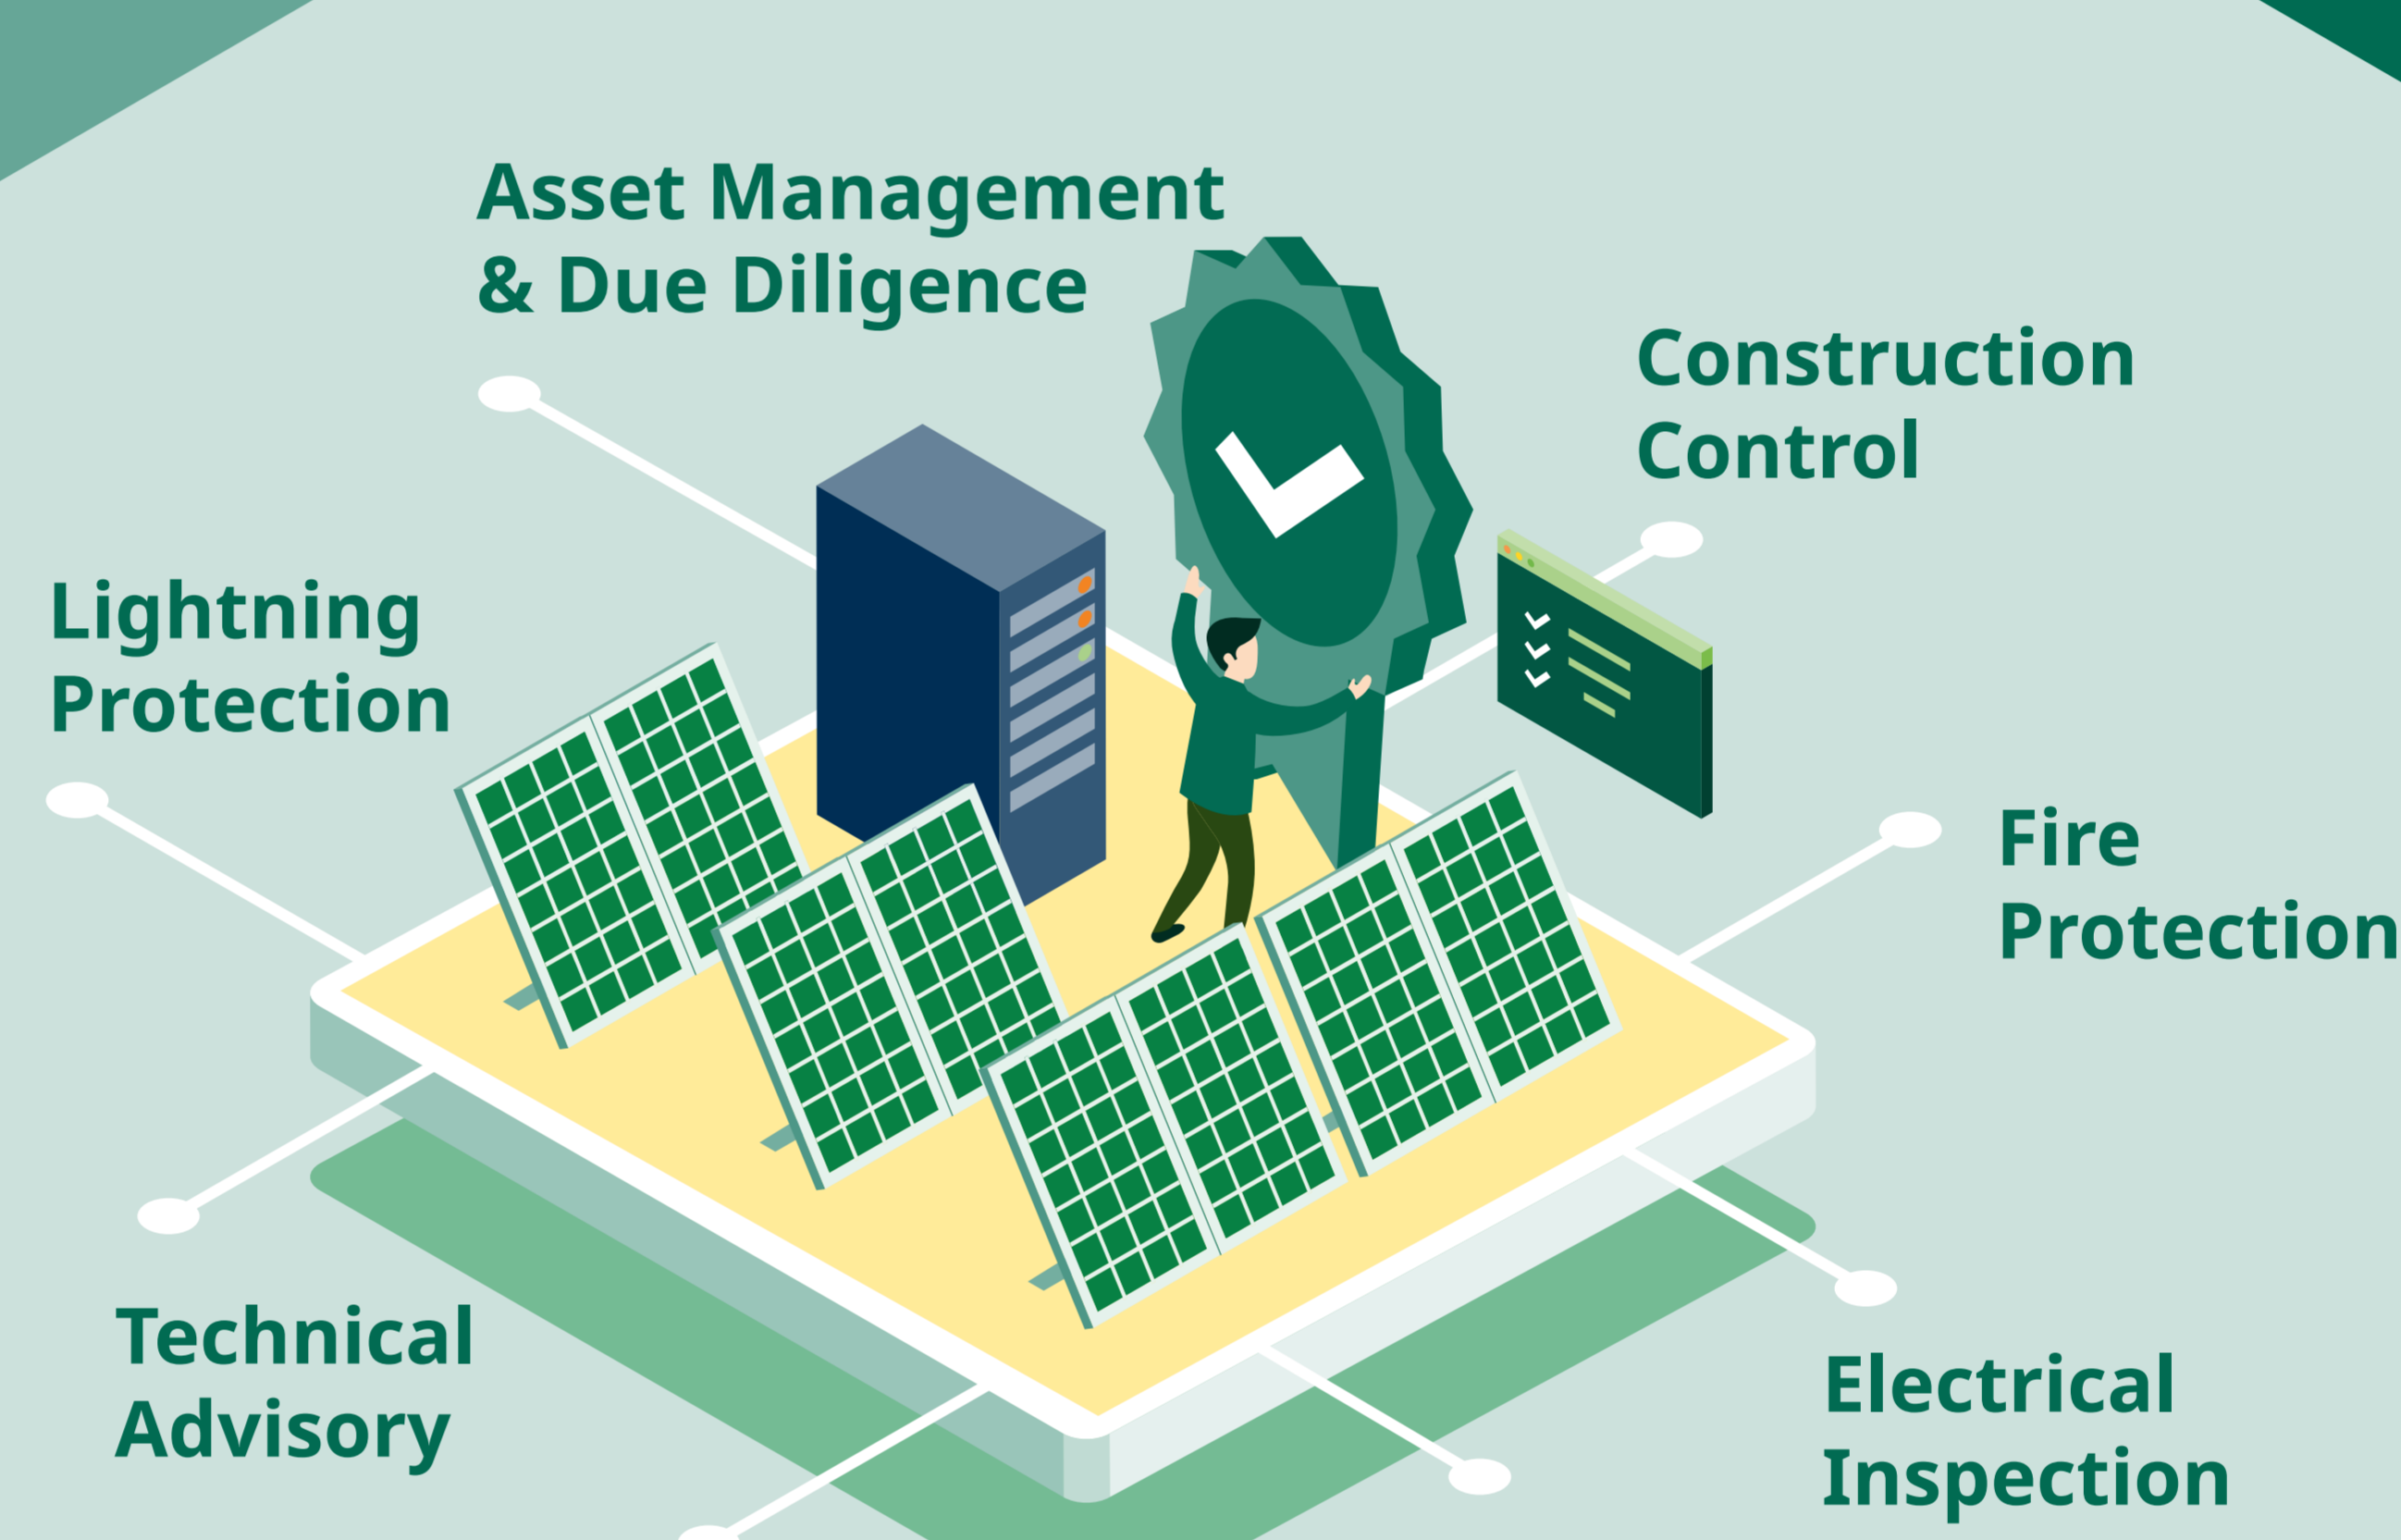 Asset Management
& Due Diligence
Construction
Control
Lightning
Protection
Fire
Protection
Technical
Advisory
Electrical
Inspection